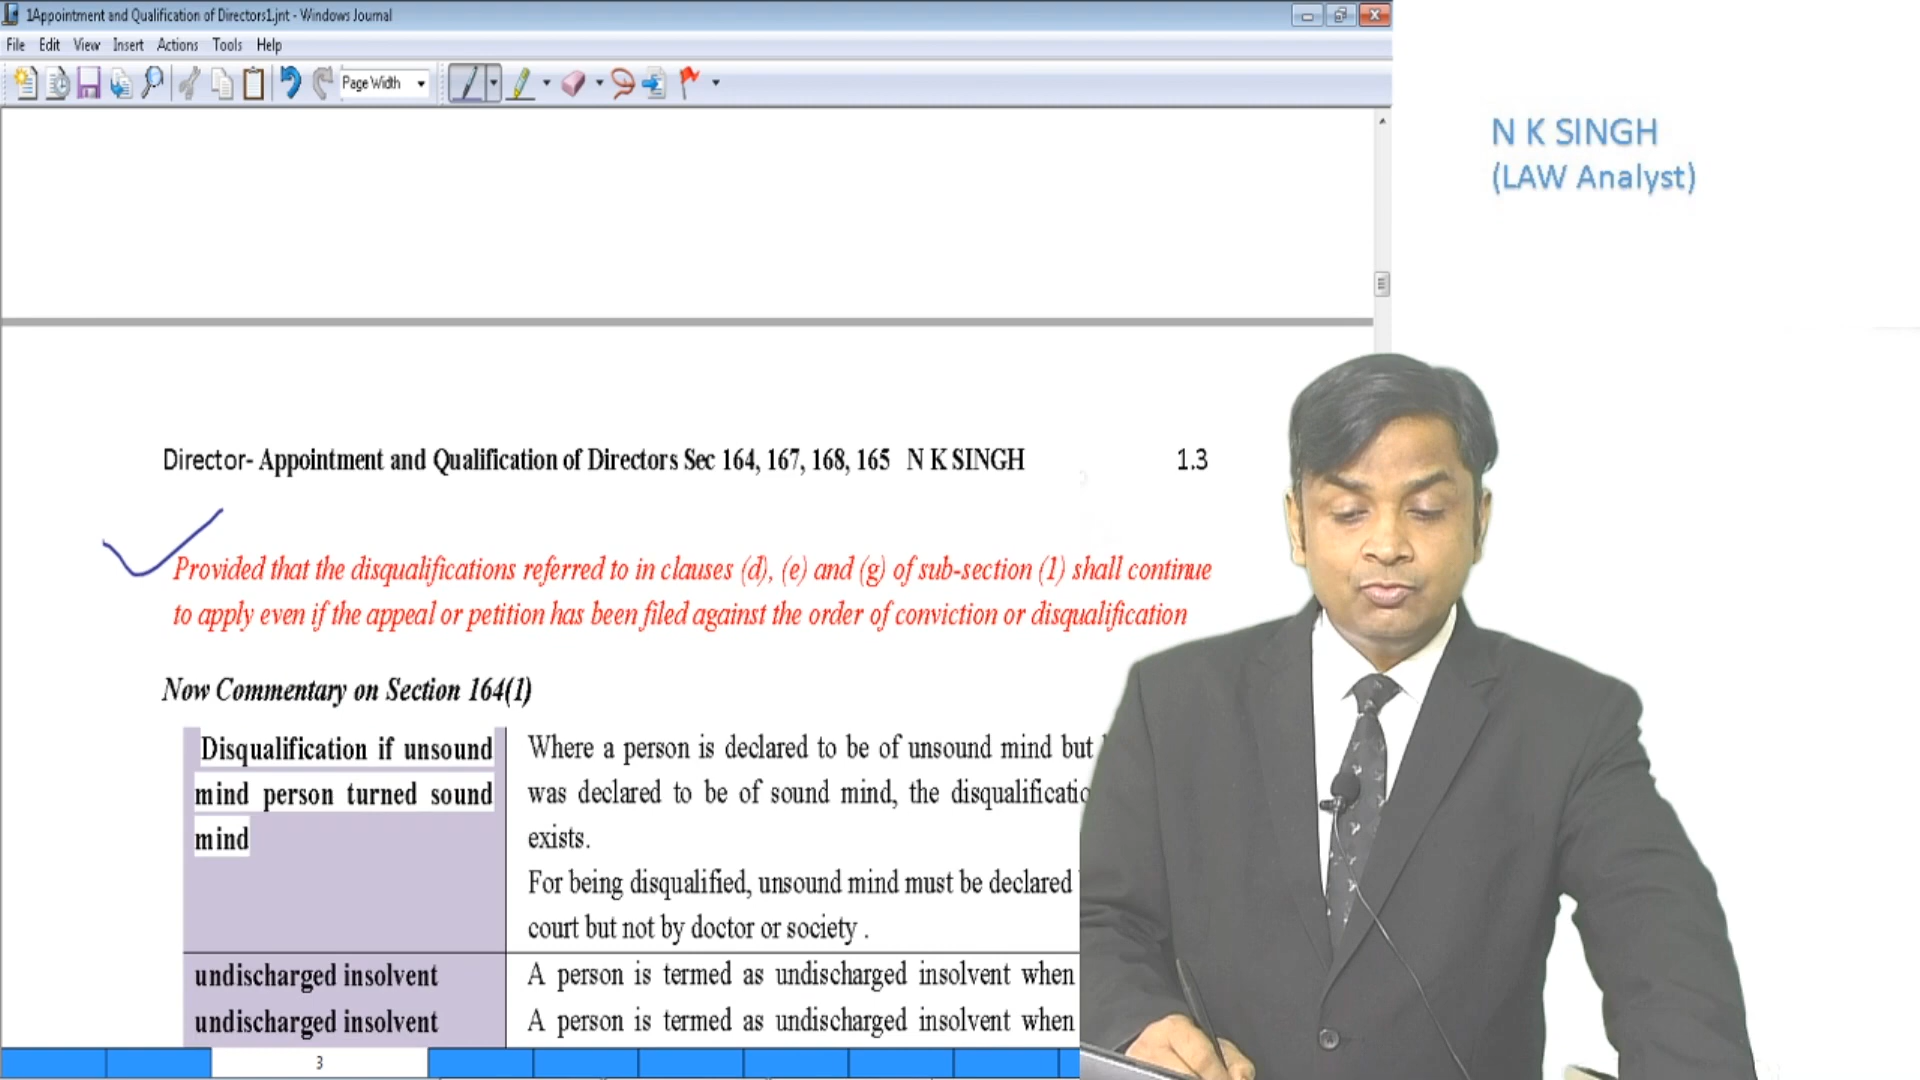 1Appointment and Qualification of Directors1.jnt - Windows Journal
File Edit View Insert Actions Tools Help
Page Width
N K SINGH
(LAW Analyst)
Director- Appointment and Qualification of Directors Sec 164, 167, 168, 165 N K SINGH 1.3
Provided that the disqualifications referred to in clauses (d), (e) and (g) of sub-section (1) shall continue
to apply even if the appeal or petition has been filed against the order of conviction or disqualification
Now Commentary on Section 164(1)
Disqualification if unsound
mind person turned sound
mind
Where a person is declared to be of unsound mind but
was declared to be of sound mind, the
exists.
For being disqualified, unsound mind must be declared
court but not by doctor or society .
undischarged insolvent
A person is termed as undischarged insolvent when
undischarged insolvent
A person is termed as undischarged insolvent when
3